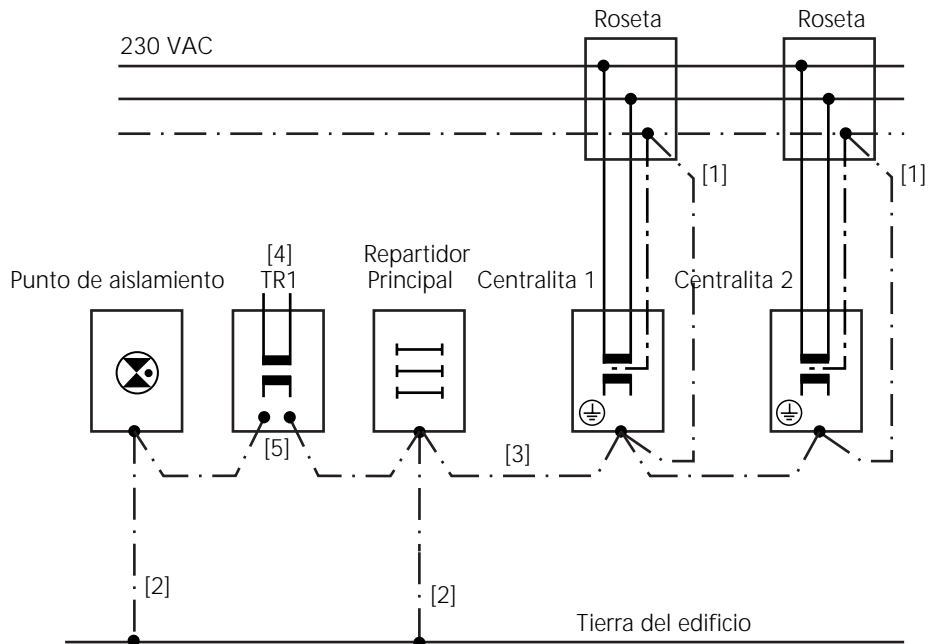 Roseta
Roseta
230 VAC
[1]
[1]
[4]
Repartidor
Punto de aislamiento
TR1
Principal
Centralita 1
Centralita 2
[5]
[3]
[2]
[2]
Tierra del edificio